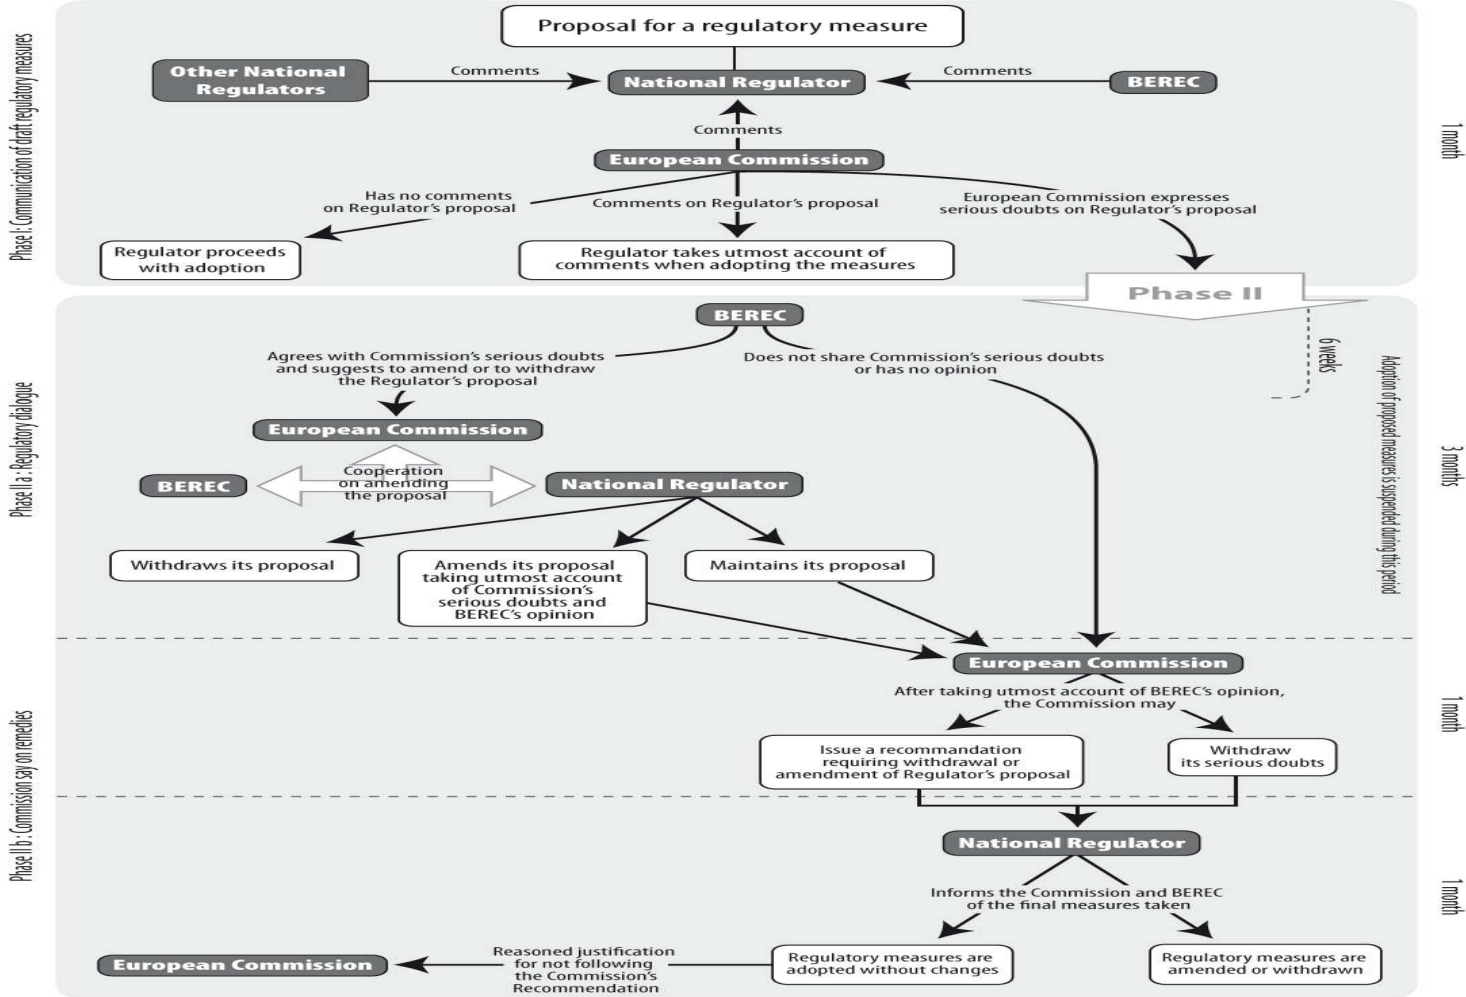 Proposal for a regulatory measure
Other National
Regulators
Comments
National Regulator
Comments
BEREC
Comments
European Commission
Has no comments
on Regulator's proposal
Comments on Regulator's proposal
European Commission expresses
serious doubts on Regulator's proposal
Regulator proceeds
with adoption
Regulator takes utmost account of
comments when adopting the measures
Phase I: Communication of draft regulatory measures
1 month
Phase II
BEREC
Agrees with Commission's serious doubts
and suggests to amend or to withdraw
the Regulator's proposal
Does not share Commission's serious doubts
or has no opinion
6 weeks
Adoption of proposed measures is suspended during this period
European Commission
BEREC
Cooperation
on amending
the proposal
National Regulator
Withdraws its proposal
Amends its proposal
taking utmost account
of Commission's
serious doubts and
BEREC's opinion
Maintains its proposal
Phase II a : Regulatory dialogue
3 months
European Commission
After taking utmost account of BEREC's opinion,
the Commission may
Issue a recommandation
requiring withdrawal or
amendment of Regulator's proposal
Withdraw
its serious doubts
1 month
Phase II b : Commission say on remedies
National Regulator
Informs the Commission and BEREC
of the final measures taken
1 month
European Commission
Reasoned justification
for not following
the Commission's
Recommendation
Regulatory measures are
adopted without changes
Regulatory measures are
amended or withdrawn